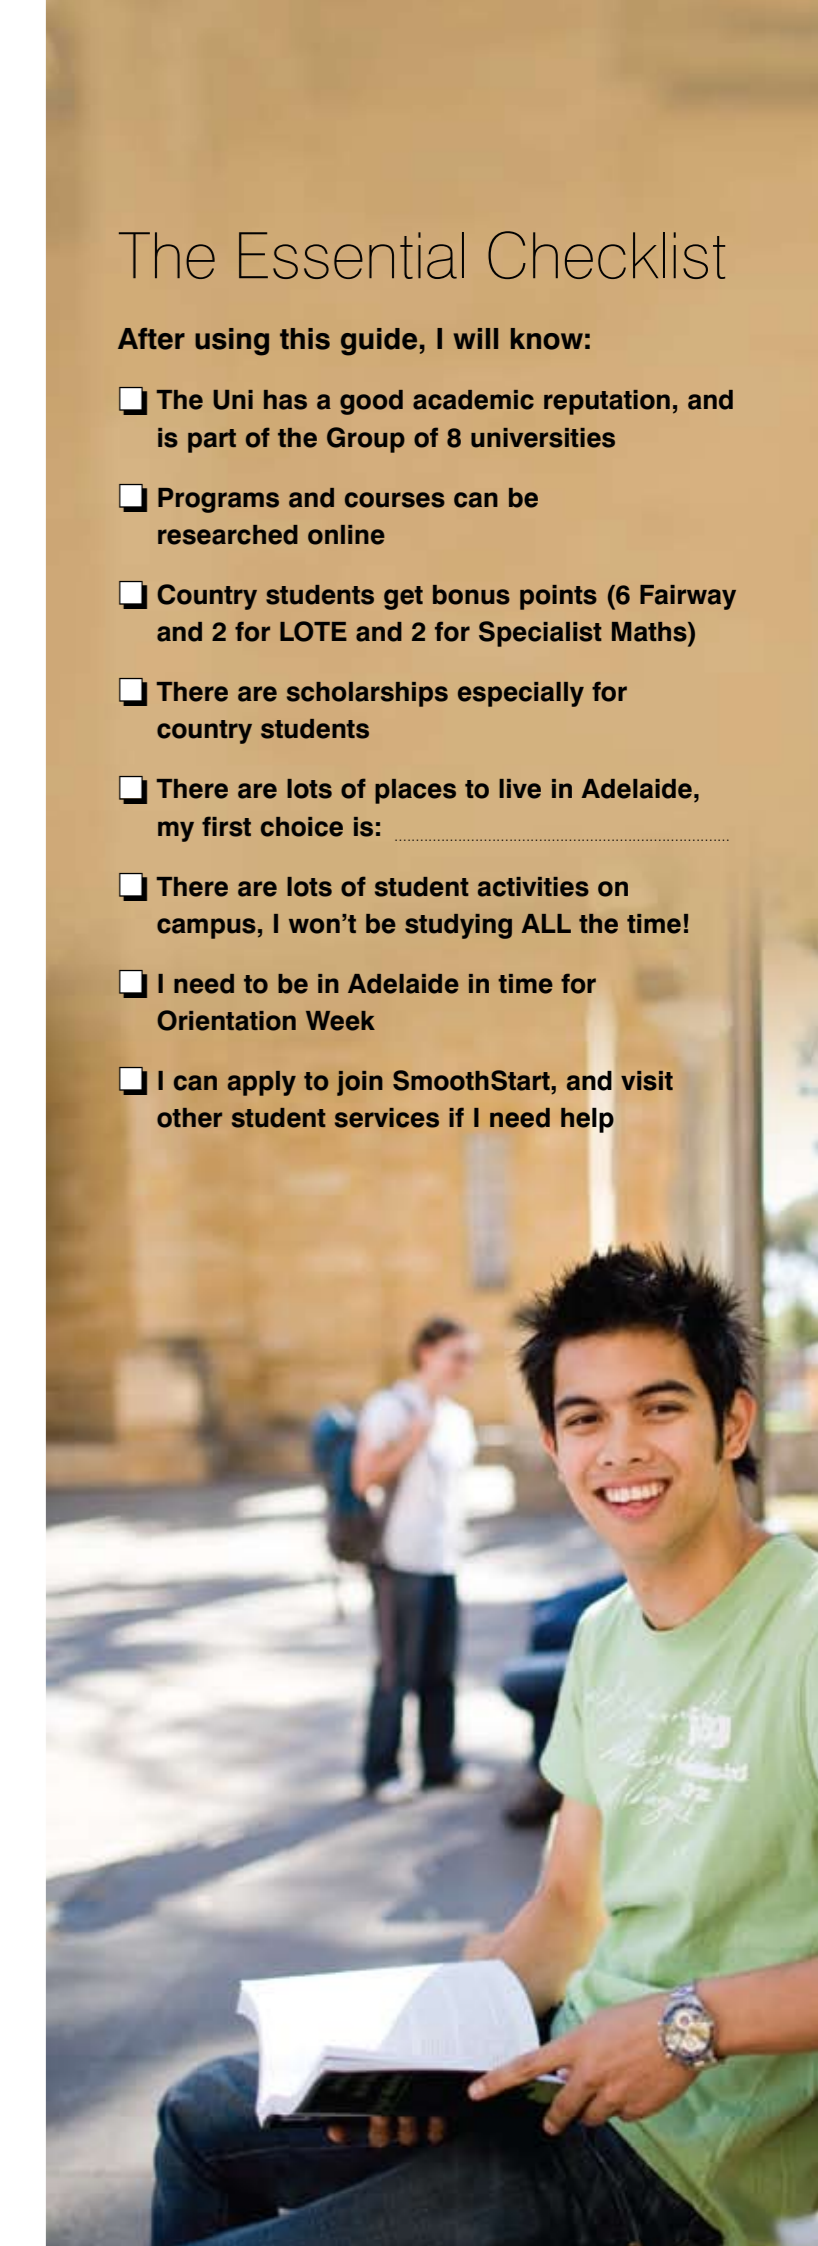 The Essential Checklist
After using this guide, I will know:
The Uni has a good academic reputation, and
is part of the Group of 8 universities
Programs and courses can be
researched online
Country students get bonus points (6 Fairway
and 2 for LOTE and 2 for Specialist Maths)
There are scholarships especially for
country students
There are lots of places to live in Adelaide,
my first choice is:
There are lots of student activities on
campus, I won't be studying ALL the time!
I need to be in Adelaide in time for
Orientation Week
I can apply to join SmoothStart, and visit
other student services if I need help